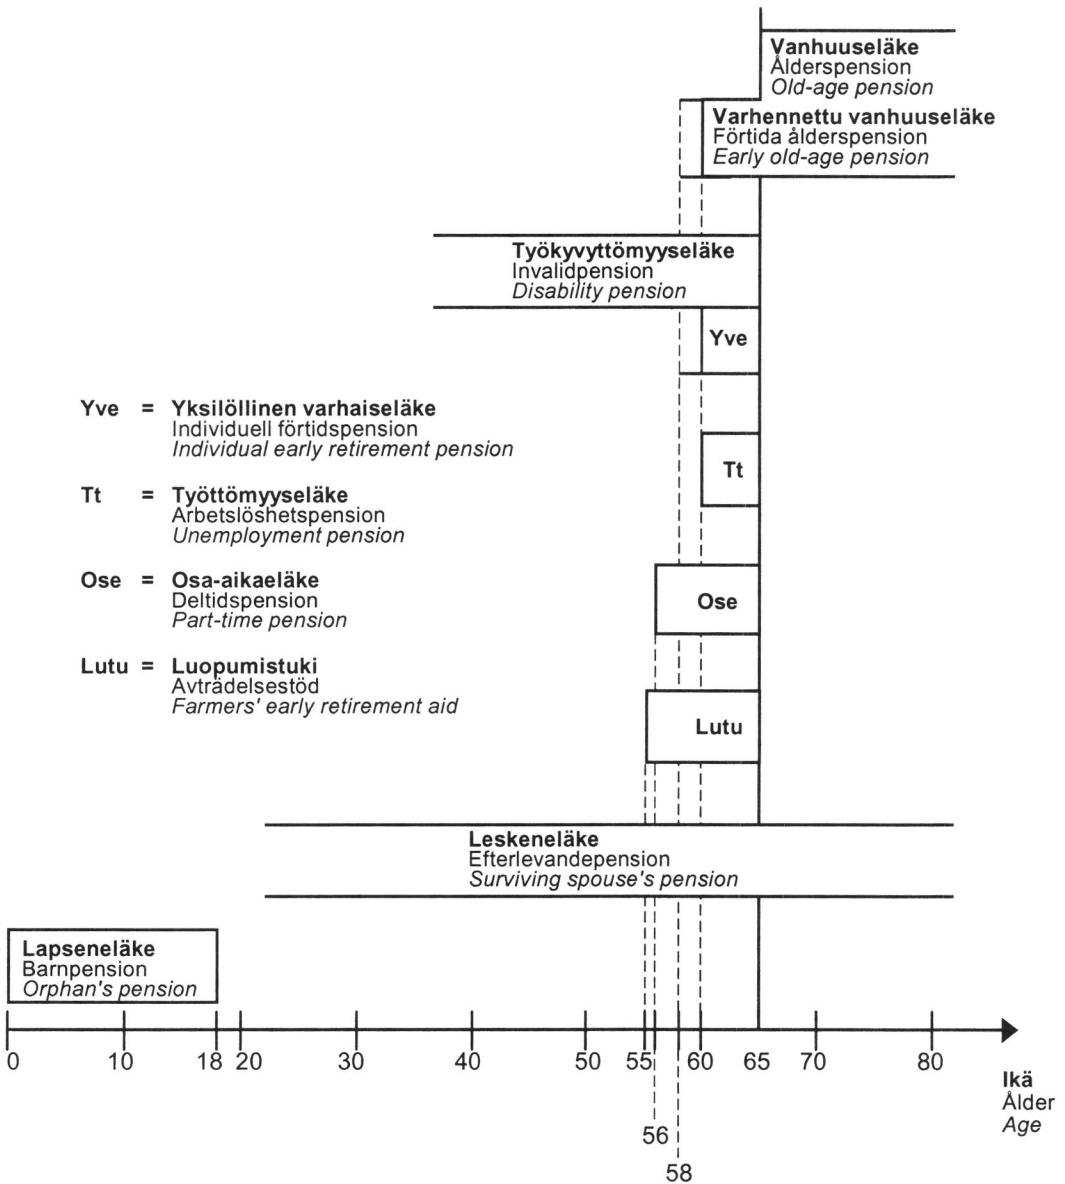 Vanhuuseläke
Ålderspension
Old-age pension
Varhennettu vanhuuseläke
Förtida ålderspension
Early old-age pension
Työkyvyttömyyseläke
Invalidpension
Disability pension
Yve
Yve = Yksilöllinen varhaiseläke
Individuell förtidspension
Individual early retirement pension
Tt
Tt = Työttömyyseläke
Arbetslöshetspension
Unemployment pension
Ose = Osa-aikaeläke
Deltidspension
Part-time pension
Ose
Lutu = Luopumistuki
Avträdelsestöd
Farmers' early retirement aid
Lutu
Leskeneläke
Efterlevandepension
Surviving spouse's pension
Lapseneläke
Barnpension
Orphan's pension
0 10 18 20 30 40 50 55 60 65 70 80
Ikä
Ålder
Age
56
58